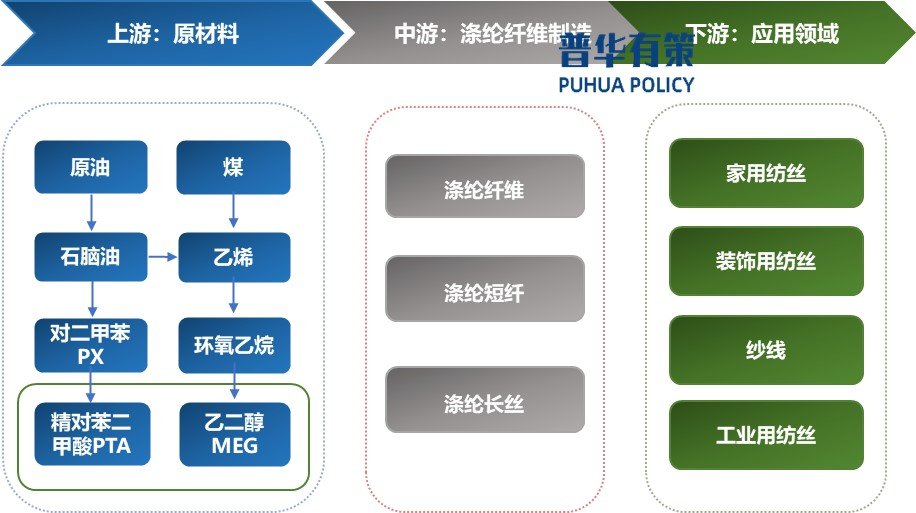 上游：原材料
中游：涤纶纤维制造
下游：应用领域
普华有策
PUHUA POLICY
原油
煤
石脑油
乙烯
对二甲苯
PX
环氧乙烷
精对苯二
甲酸PTA
乙二醇
MEG
涤纶纤维
涤纶短纤
涤纶长丝
家用纺丝
装饰用纺丝
纱线
工业用纺丝